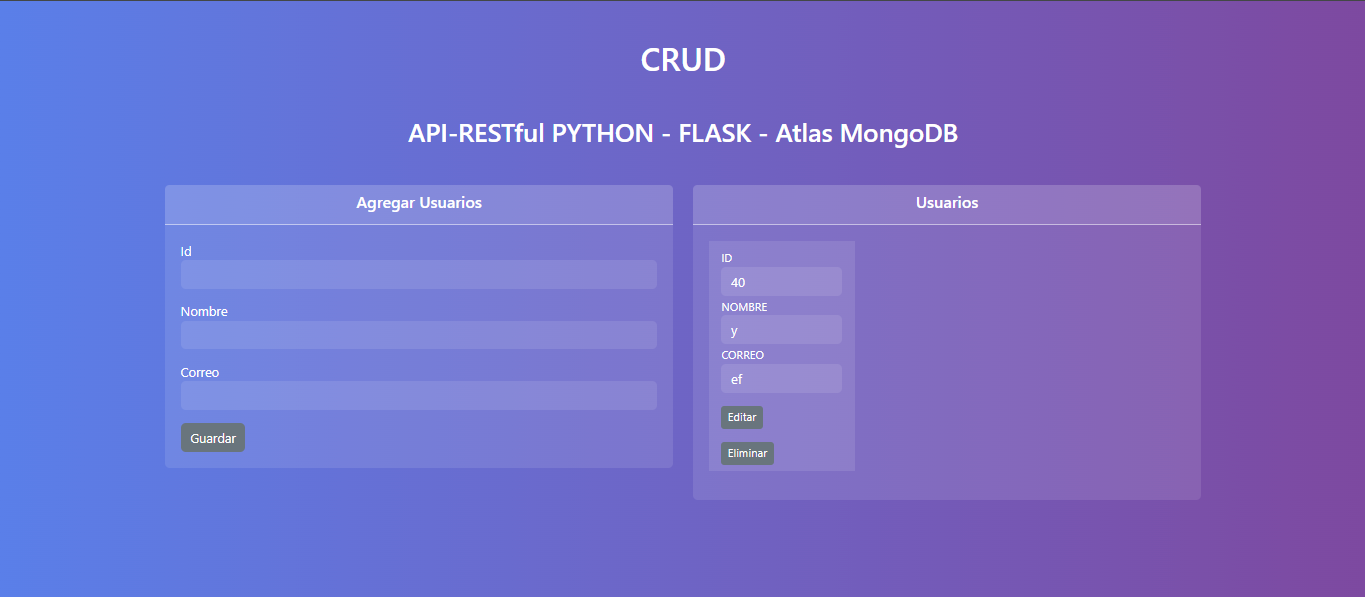 CRUD
API-RESTful PYTHON - FLASK - Atlas MongoDB
Agregar Usuarios
Id
Nombre
Correo
Guardar
Usuarios
ID
40
NOMBRE
y
CORREO
ef
Editar
Eliminar